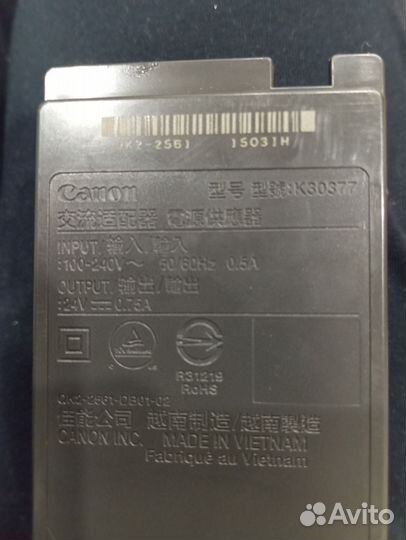 K2-2561 1S031H
Canon 型号 型號:K30377
交流适配器 電源供應器
INPUT/输入/輸入
:100-240V～ 50/60Hz 0.5A
OUTPUT/输出/輸出
:24V⎓0.75A
R31219
RoHS
QK2-2561-DB01-02
佳能公司 越南制造/越南製造
CANON INC. MADE IN VIETNAM
Fabriqué au Vietnam
Avito